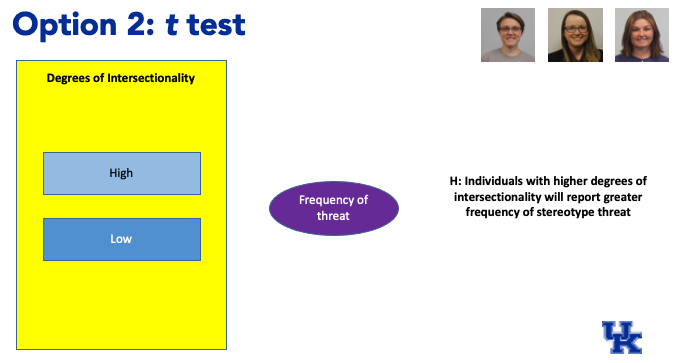 Option 2: t test
Degrees of Intersectionality
High
Low
Frequency of
threat
H: Individuals with higher degrees of
intersectionality will report greater
frequency of stereotype threat
UK